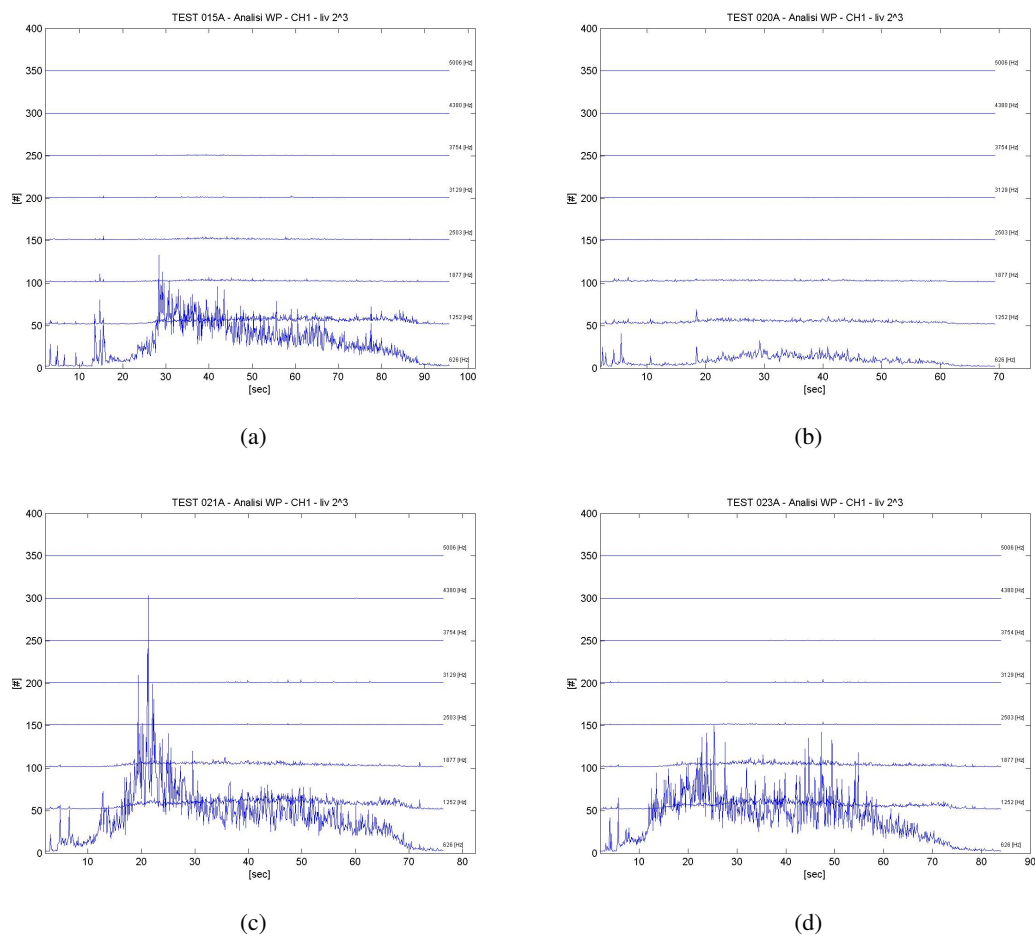 TEST 015A - Analisi WP - CH1 - liv 2^3
400
350
300
250
200
150
100
50
0
[#]
5006 [Hz]
4380 [Hz]
3754 [Hz]
3129 [Hz]
2503 [Hz]
1877 [Hz]
1252 [Hz]
626 [Hz]
10 20 30 40 50 60 70 80 90 100
[sec]
(a)
TEST 020A - Analisi WP - CH1 - liv 2^3
400
350
300
250
200
150
100
50
0
[#]
5006 [Hz]
4380 [Hz]
3754 [Hz]
3129 [Hz]
2503 [Hz]
1877 [Hz]
1252 [Hz]
626 [Hz]
10 20 30 40 50 60 70
[sec]
(b)
TEST 021A - Analisi WP - CH1 - liv 2^3
400
350
300
250
200
150
100
50
0
[#]
5006 [Hz]
4380 [Hz]
3754 [Hz]
3129 [Hz]
2503 [Hz]
1877 [Hz]
1252 [Hz]
626 [Hz]
10 20 30 40 50 60 70 80
[sec]
(c)
TEST 023A - Analisi WP - CH1 - liv 2^3
400
350
300
250
200
150
100
50
0
[#]
5006 [Hz]
4380 [Hz]
3754 [Hz]
3129 [Hz]
2503 [Hz]
1877 [Hz]
1252 [Hz]
626 [Hz]
10 20 30 40 50 60 70 80 90
[sec]
(d)